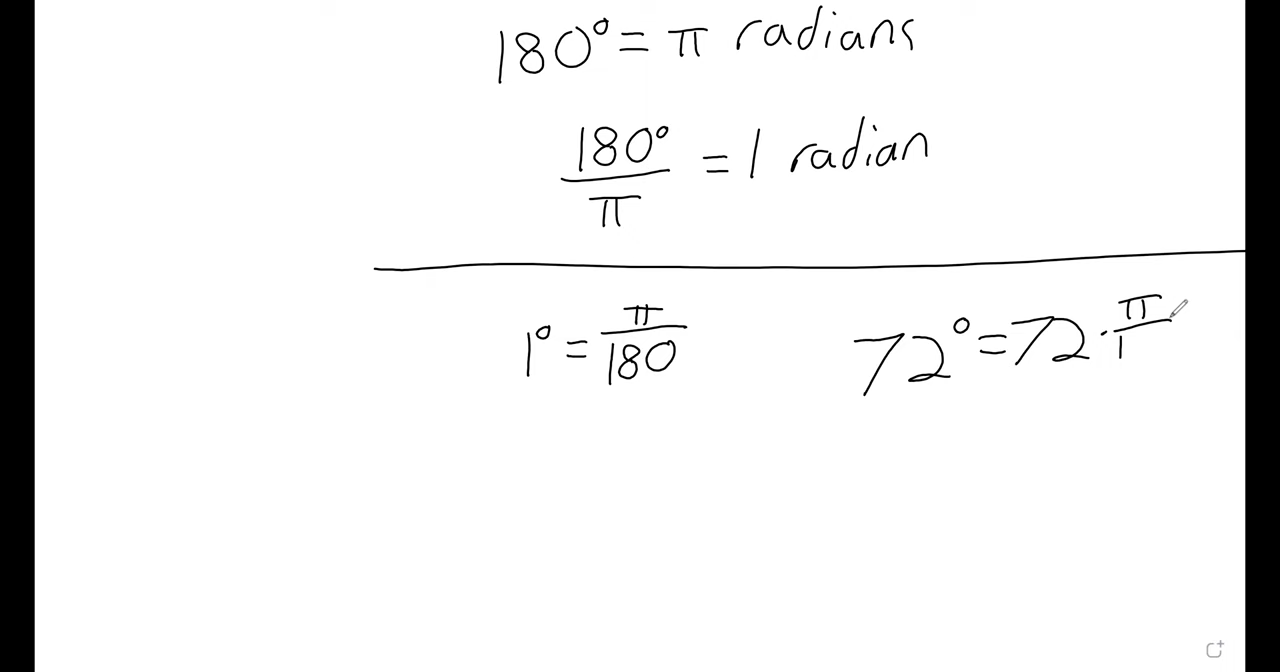 180° = π radians
180°/π = 1 radian
1° = π/180
72° = 72 · π/1